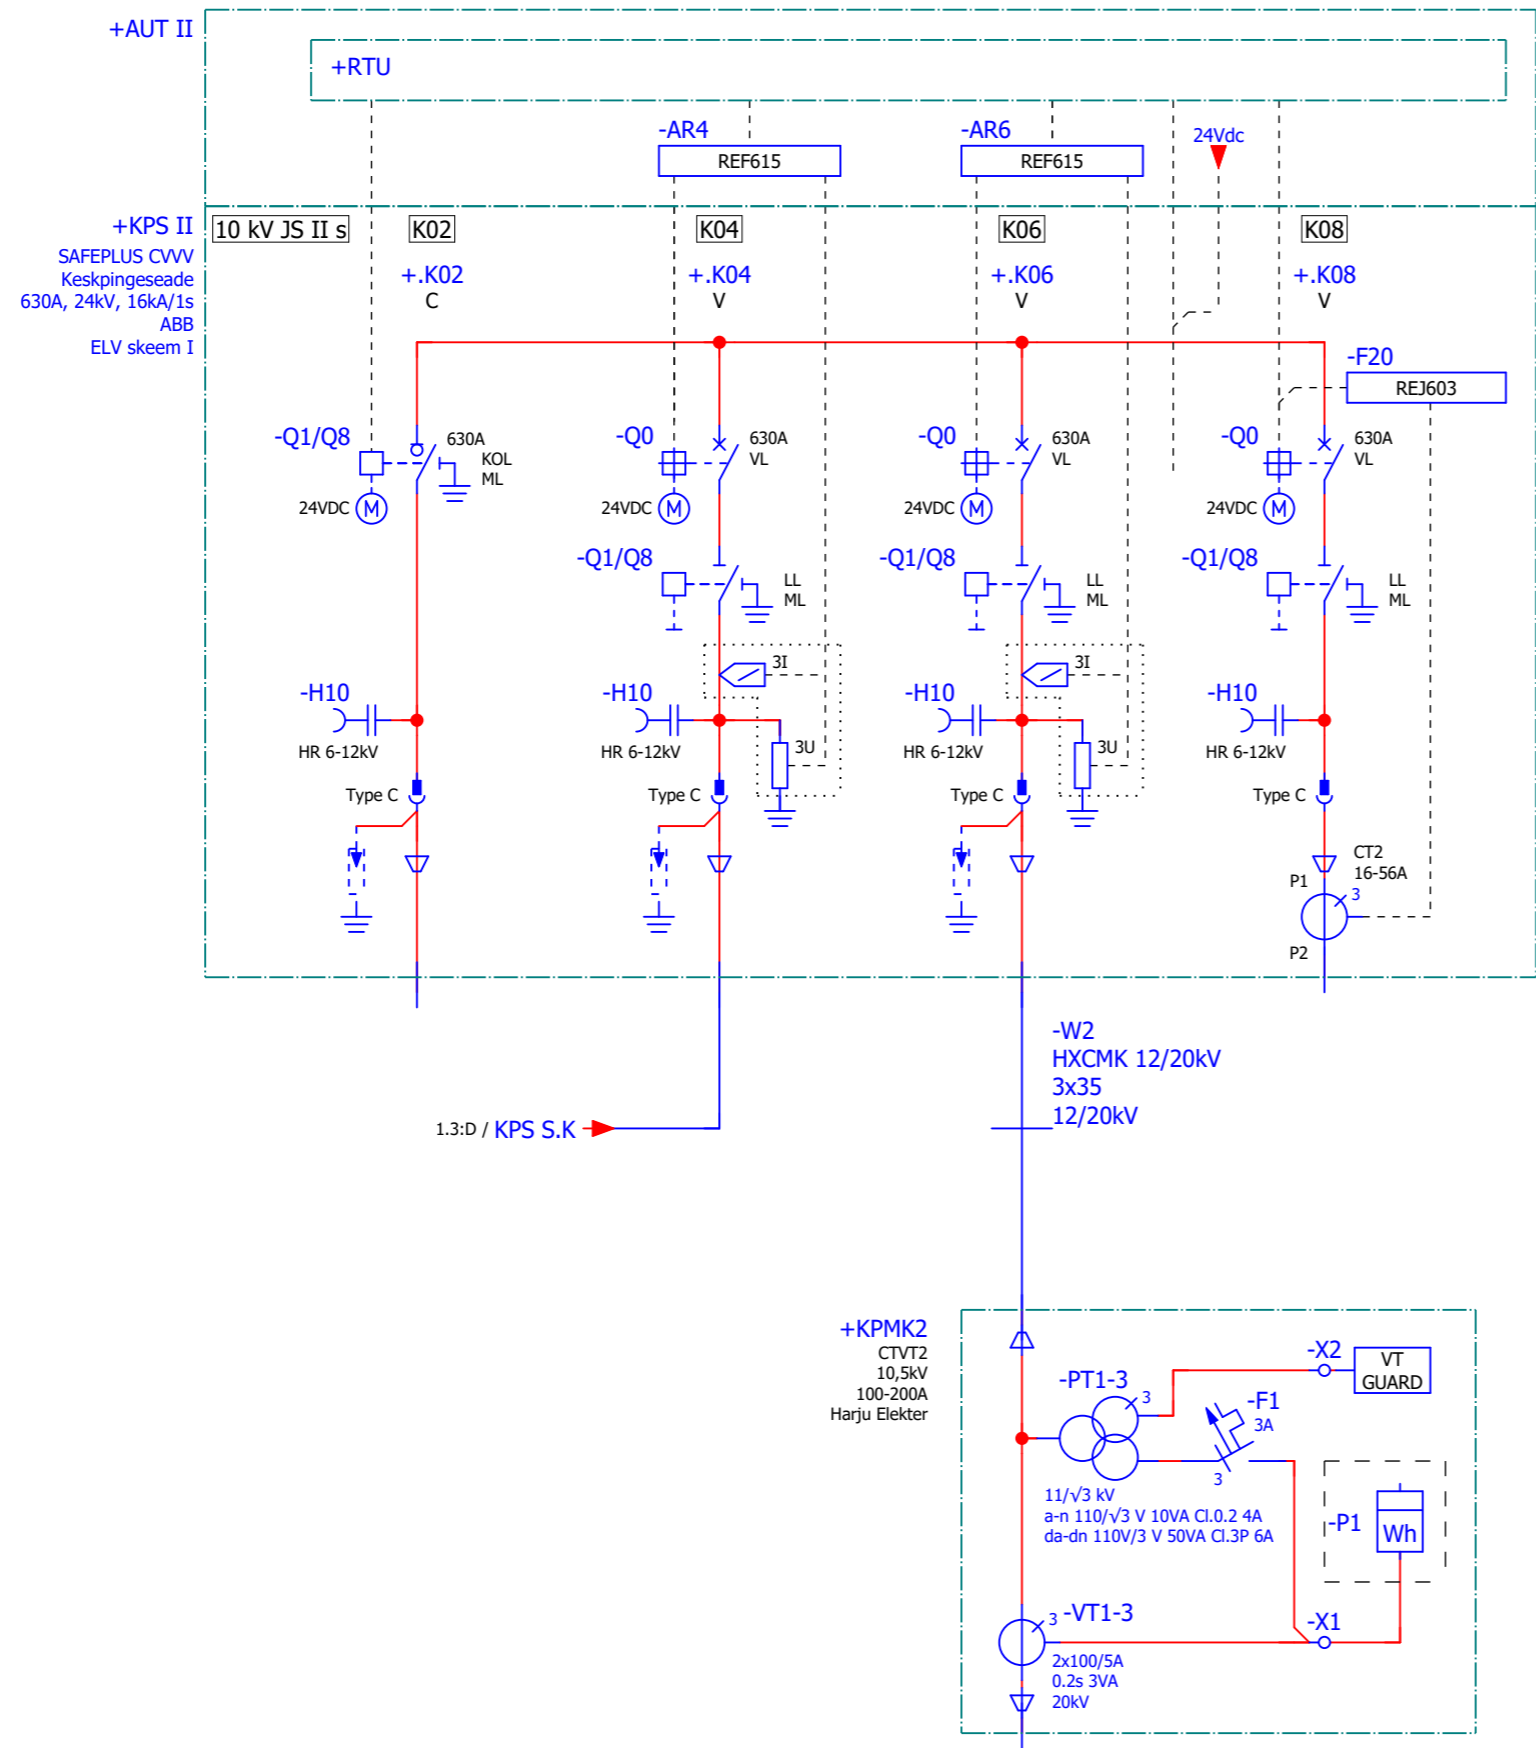 +AUT II
+RTU
-AR4
REF615
-AR6
REF615
24Vdc
+KPS II
SAFEPLUS CVVV
Keskpingeseade
630A, 24kV, 16kA/1s
ABB
ELV skeem I
10 kV JS II s
K02
+.K02
C
K04
+.K04
V
K06
+.K06
V
K08
+.K08
V
-F20
REJ603
-Q1/Q8
630A
KOL
ML
24VDC
M
-Q0
630A
VL
24VDC
M
-Q0
630A
VL
24VDC
M
-Q0
630A
VL
24VDC
M
-Q1/Q8
LL
ML
-Q1/Q8
LL
ML
-Q1/Q8
LL
ML
3I
3I
-H10
HR 6-12kV
-H10
HR 6-12kV
3U
-H10
HR 6-12kV
3U
-H10
HR 6-12kV
Type C
Type C
Type C
Type C
CT2
16-56A
P1
3
P2
-W2
HXCMK 12/20kV
3x35
12/20kV
1.3:D / KPS S.K
+KPMK2
CTVT2
10,5kV
100-200A
Harju Elekter
-X2
VT
GUARD
-PT1-3
3
-F1
3A
3
11/√3 kV
a-n 110/√3 V 10VA Cl.0.2 4A
da-dn 110V/3 V 50VA Cl.3P 6A
-P1
Wh
3
-VT1-3
-X1
2x100/5A
0.2s 3VA
20kV